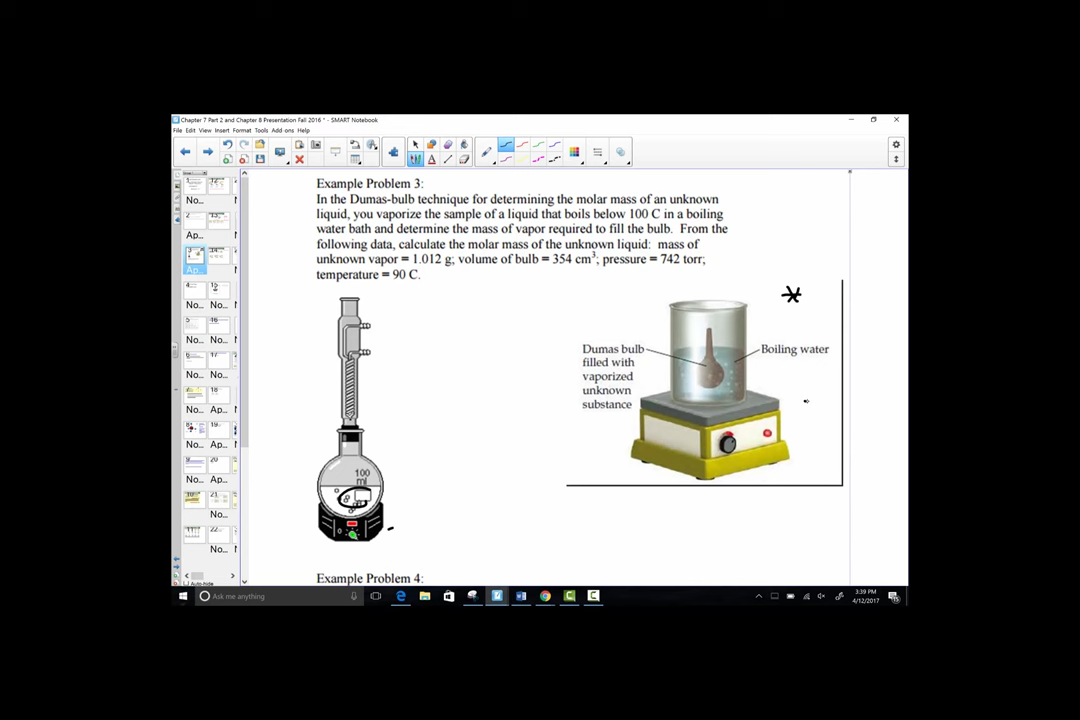 Chapter 7 Part 2 and Chapter 8 Presentation Fall 2016 * - SMART Notebook
File Edit View Insert Format Tools Add-ons Help
Example Problem 3:
In the Dumas-bulb technique for determining the molar mass of an unknown
liquid, you vaporize the sample of a liquid that boils below 100 C in a boiling
water bath and determine the mass of vapor required to fill the bulb. From the
following data, calculate the molar mass of the unknown liquid: mass of
unknown vapor = 1.012 g; volume of bulb = 354 cm³; pressure = 742 torr;
temperature = 90 C.
Dumas bulb
filled with
vaporized
unknown
substance
Boiling water
100
ml
Example Problem 4:
Auto-hide
Ask me anything
3:39 PM
4/12/2017